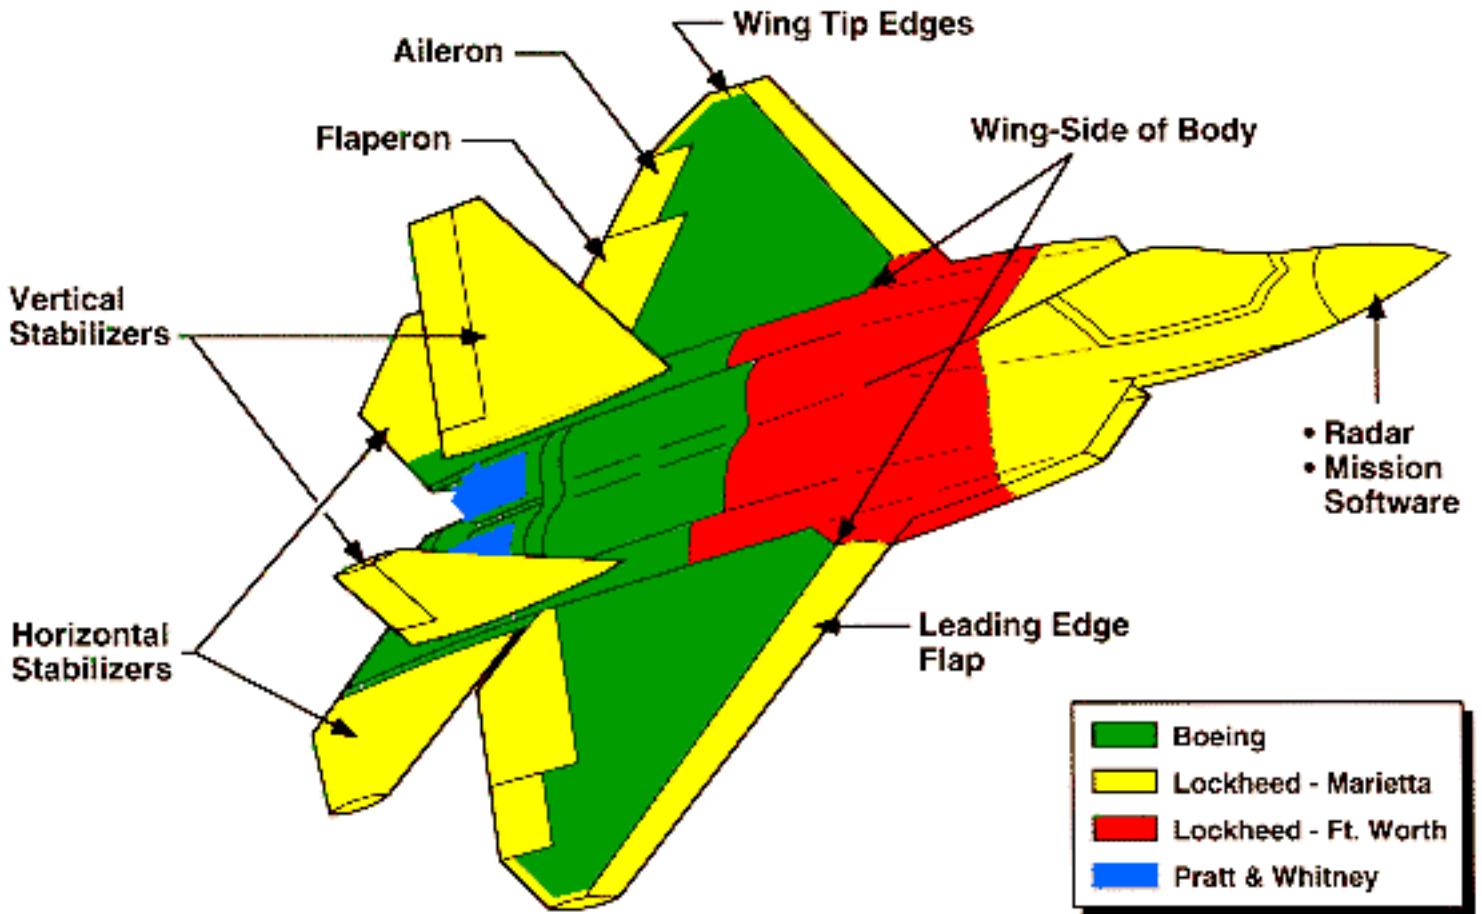 Wing Tip Edges
Aileron
Wing-Side of Body
Flaperon
Vertical
Stabilizers
• Radar
• Mission
Software
Horizontal
Stabilizers
Leading Edge
Flap
Boeing
Lockheed - Marietta
Lockheed - Ft. Worth
Pratt & Whitney